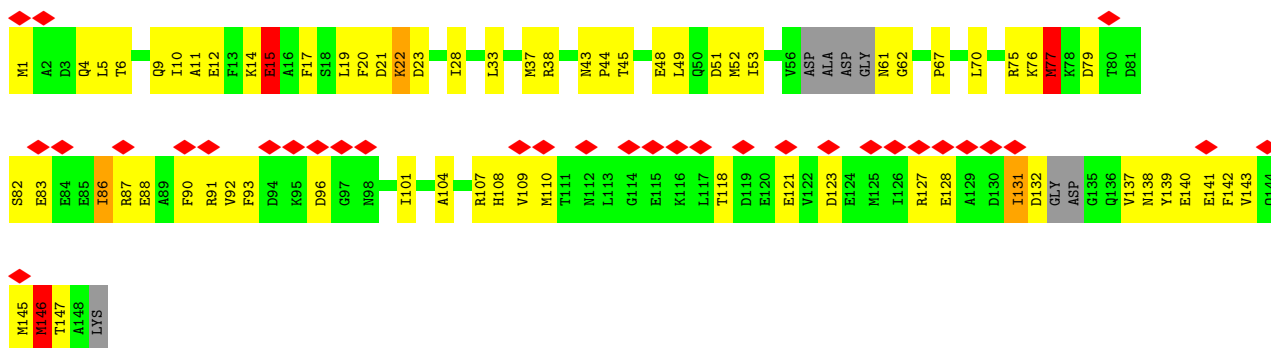 M1 A2 D3 Q4 L5 T6 Q9 I10 A11 E12 F13 K14 E15 A16 F17 S18 L19 F20 D21 K22 D23 I28 L33 M37 R38 N43 P44 T45 E48 L49 Q50 D51 M52 I53 V56 ASP ALA ASP GLY N61 G62 P67 L70 R75 K76 M77 K78 D79 T80 D81
S82 E83 E84 E85 I86 R87 E88 A89 F90 R91 V92 F93 D94 K95 D96 G97 N98 I101 A104 R107 H108 V109 M110 T111 N112 L113 G114 E115 K116 L117 T118 D119 E120 E121 V122 D123 E124 M125 I126 R127 E128 A129 D130 I131 D132 GLY ASP G135 Q136 V137 N138 Y139 E140 E141 F142 V143 Q144
M145 M146 T147 A148 LYS